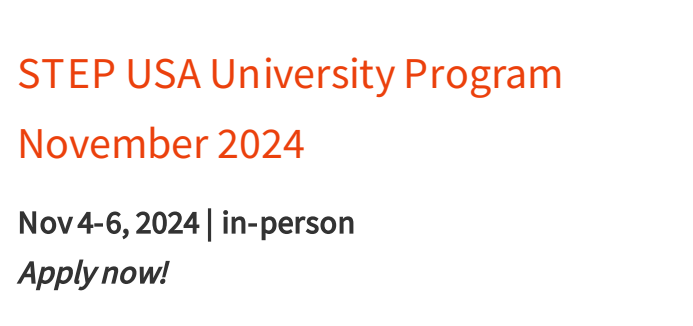 STEP USA University Program
November 2024
Nov 4-6, 2024 | in-person
Apply now!